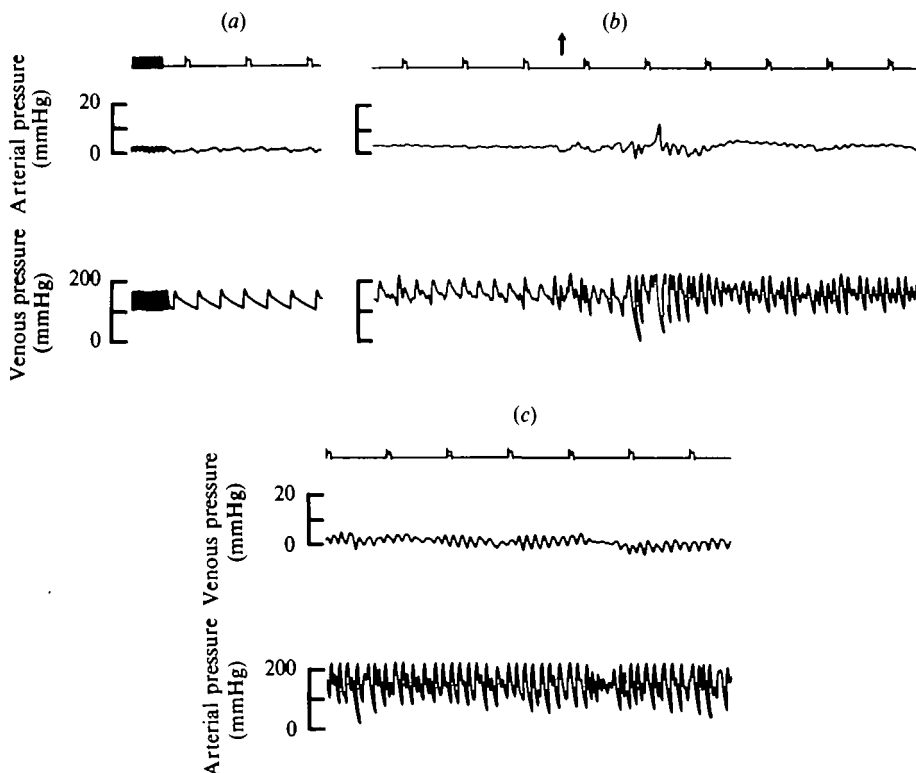 (a)
(b)
Arterial pressure
(mmHg)
20
0
Venous pressure
(mmHg)
200
0
(c)
Venous pressure
(mmHg)
20
0
Arterial pressure
(mmHg)
200
0